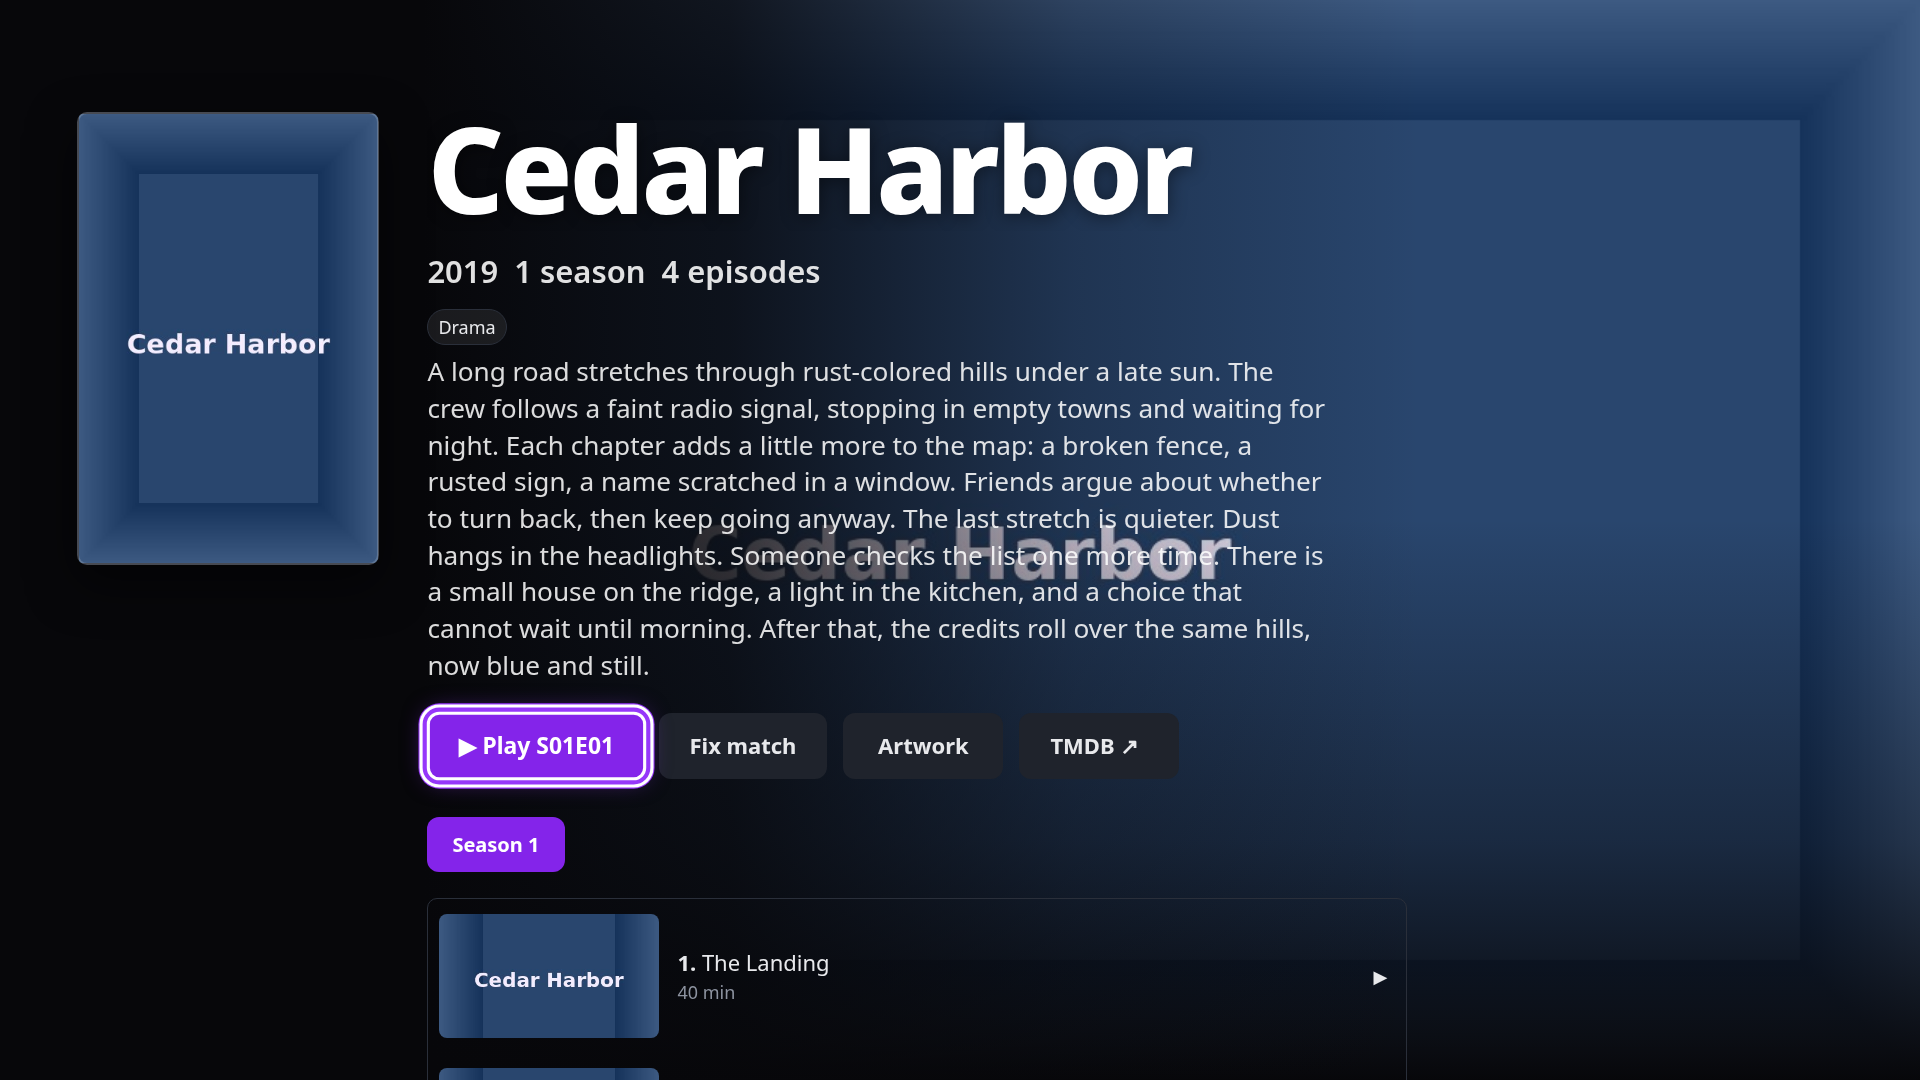 Cedar Harbor
Cedar Harbor
2019 1 season 4 episodes
Drama
A long road stretches through rust-colored hills under a late sun. The
crew follows a faint radio signal, stopping in empty towns and waiting for
night. Each chapter adds a little more to the map: a broken fence, a
rusted sign, a name scratched in a window. Friends argue about whether
to turn back, then keep going anyway. The last stretch is quieter. Dust
hangs in the headlights. Someone checks the list one more time. There is
a small house on the ridge, a light in the kitchen, and a choice that
cannot wait until morning. After that, the credits roll over the same hills,
now blue and still.
Cedar Harbor
▶ Play S01E01
Fix match
Artwork
TMDB ↗
Season 1
Cedar Harbor
1. The Landing
40 min
▶